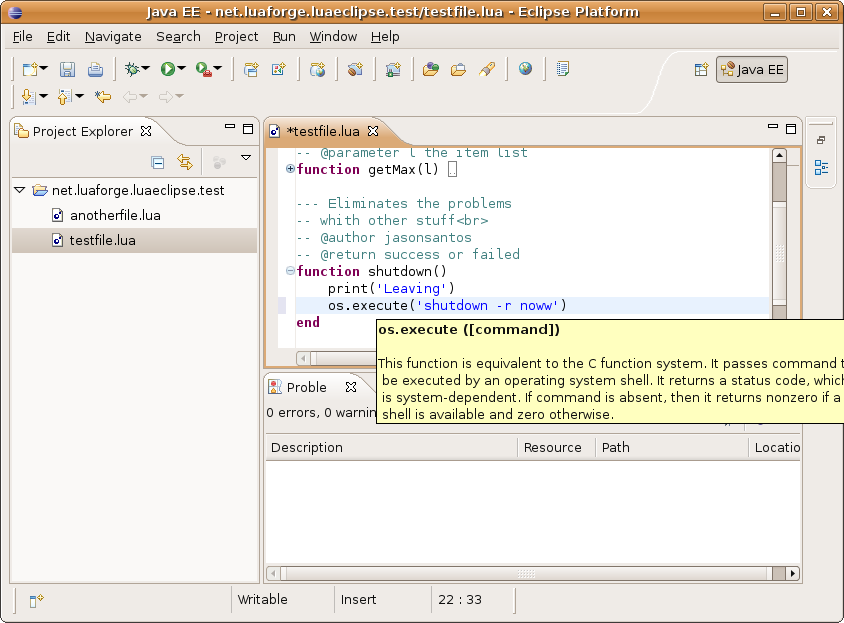 Java EE - net.luaforge.luaeclipse.test/testfile.lua - Eclipse Platform
File Edit Navigate Search Project Run Window Help
Java EE
Project Explorer
*testfile.lua
net.luaforge.luaeclipse.test
anotherfile.lua
testfile.lua
-- @parameter l the item list
function getMax(l)
--- Eliminates the problems
-- whith other stuff<br>
-- @author jasonsantos
-- @return success or failed
function shutdown()
print('Leaving')
os.execute('shutdown -r noww')
end
os.execute ([command])
This function is equivalent to the C function system. It passes command t
be executed by an operating system shell. It returns a status code, whic
is system-dependent. If command is absent, then it returns nonzero if a
shell is available and zero otherwise.
Proble
0 errors, 0 warnin
Description Resource Path Locatio
Writable Insert 22 : 33